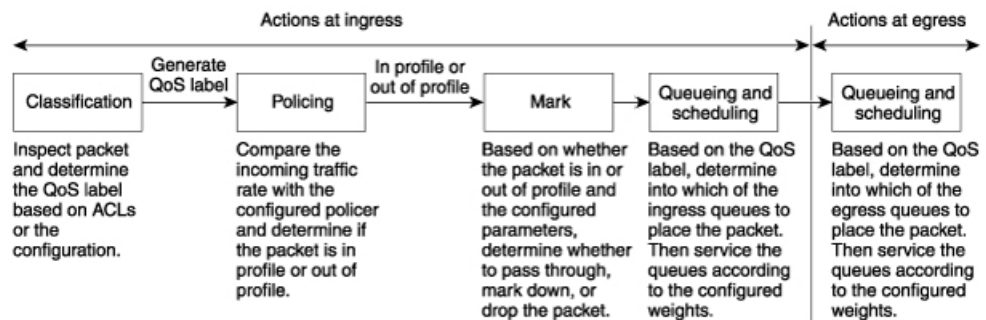 Actions at ingress
Actions at egress
Generate
QoS label
In profile or
out of profile
Classification
Policing
Mark
Queueing and
scheduling
Queueing and
scheduling
Inspect packet
and determine
the QoS label
based on ACLs
or the
configuration.
Compare the
incoming traffic
rate with the
configured policer
and determine if
the packet is in
profile or out of
profile.
Based on whether
the packet is in or
out of profile and
the configured
parameters,
determine whether
to pass through,
mark down, or
drop the packet.
Based on the QoS
label, determine
into which of the
ingress queues to
place the packet.
Then service the
queues according
to the configured
weights.
Based on the QoS
label, determine
into which of the
egress queues to
place the packet.
Then service the
queues according
to the configured
weights.